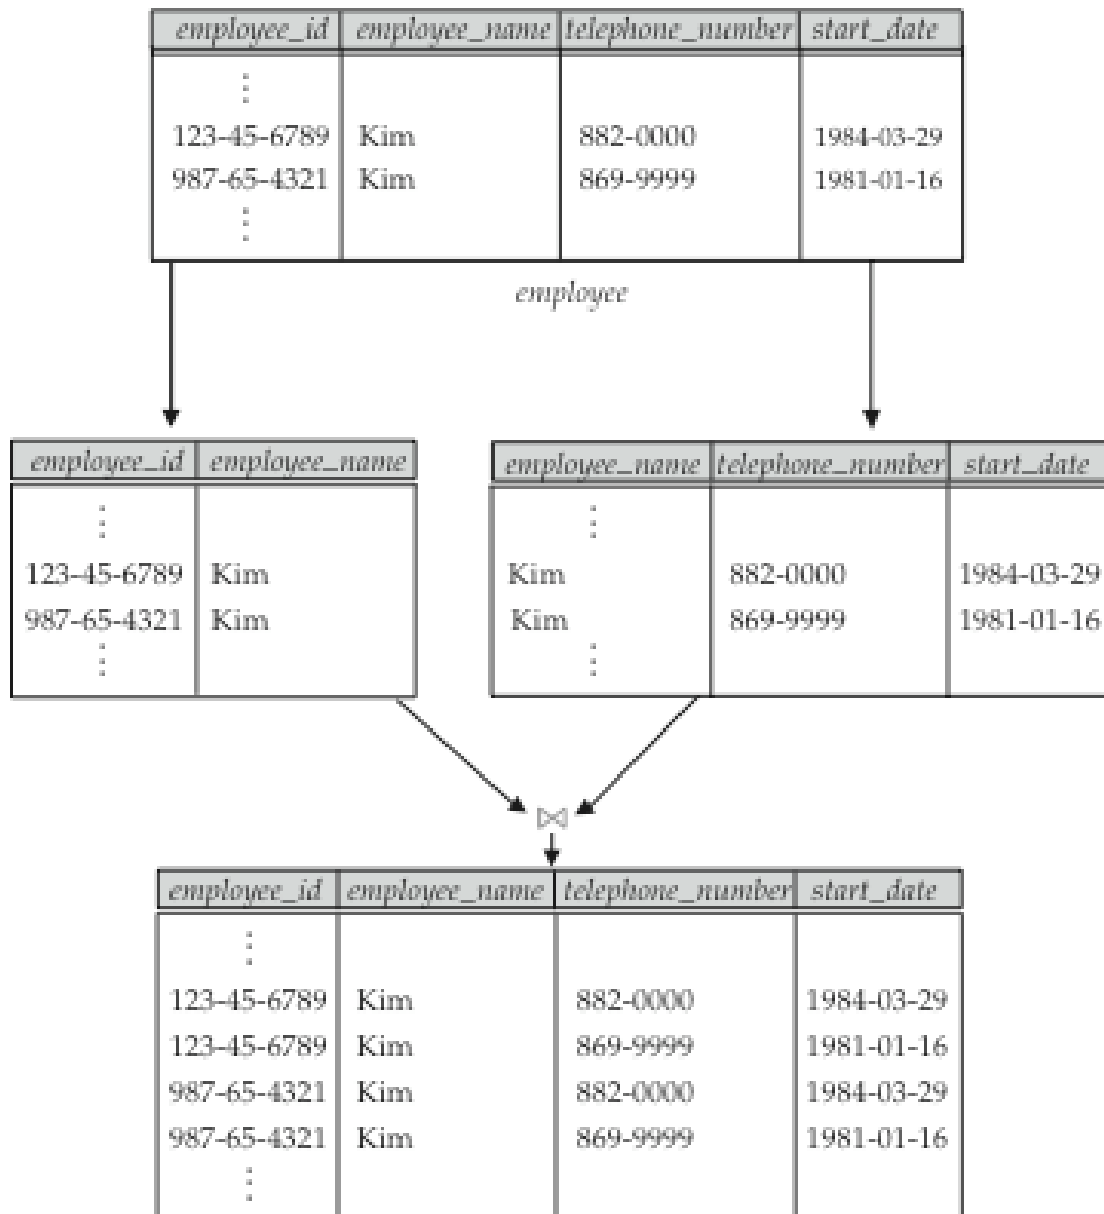 employee_id employee_name telephone_number start_date
⋮
123-45-6789 Kim 882-0000 1984-03-29
987-65-4321 Kim 869-9999 1981-01-16
⋮
employee
employee_id employee_name
⋮
123-45-6789 Kim
987-65-4321 Kim
⋮
employee_name telephone_number start_date
⋮
Kim 882-0000 1984-03-29
Kim 869-9999 1981-01-16
⋮
⋈
employee_id employee_name telephone_number start_date
⋮
123-45-6789 Kim 882-0000 1984-03-29
123-45-6789 Kim 869-9999 1981-01-16
987-65-4321 Kim 882-0000 1984-03-29
987-65-4321 Kim 869-9999 1981-01-16
⋮